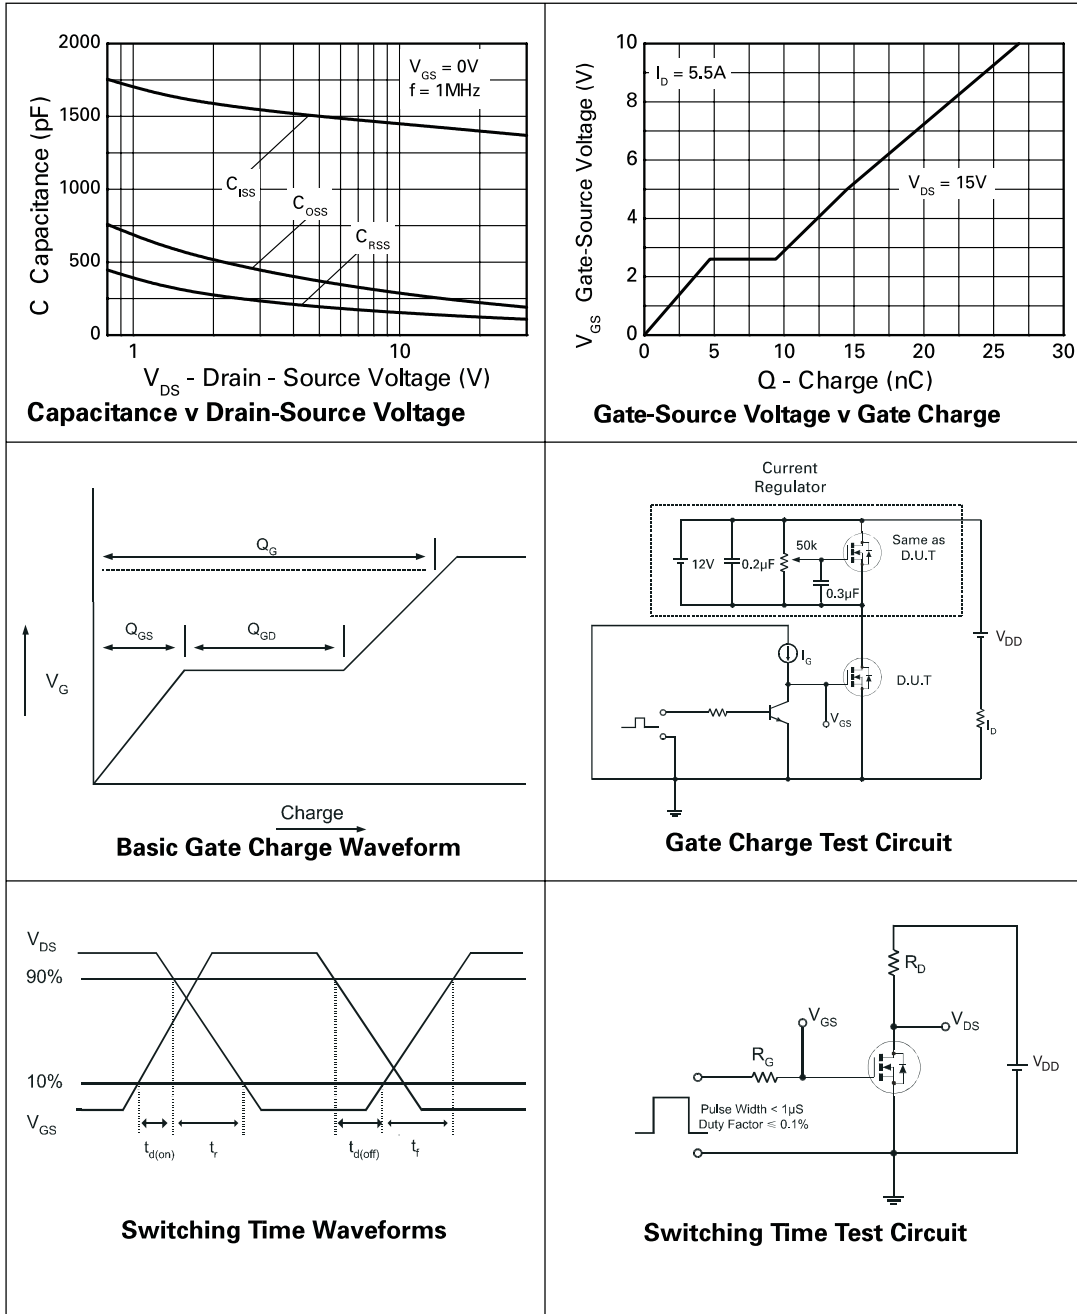 2000
1500
1000
500
0
1
10
C Capacitance (pF)
V_GS = 0V
f = 1MHz
C_ISS
C_OSS
C_RSS
V_DS - Drain - Source Voltage (V)
Capacitance v Drain-Source Voltage
10
8
6
4
2
0
0 5 10 15 20 25 30
V_GS Gate-Source Voltage (V)
I_D = 5.5A
V_DS = 15V
Q - Charge (nC)
Gate-Source Voltage v Gate Charge
Q_G
Q_GS
Q_GD
V_G
Charge
Basic Gate Charge Waveform
Current
Regulator
50k
Same as
D.U.T
12V
0.2µF
0.3µF
V_DD
I_G
D.U.T
V_GS
I_D
Gate Charge Test Circuit
V_DS
90%
10%
V_GS
t_d(on)
t_r
t_d(off)
t_f
Switching Time Waveforms
R_D
V_GS
V_DS
R_G
V_DD
Pulse Width < 1µS
Duty Factor ≤ 0.1%
Switching Time Test Circuit